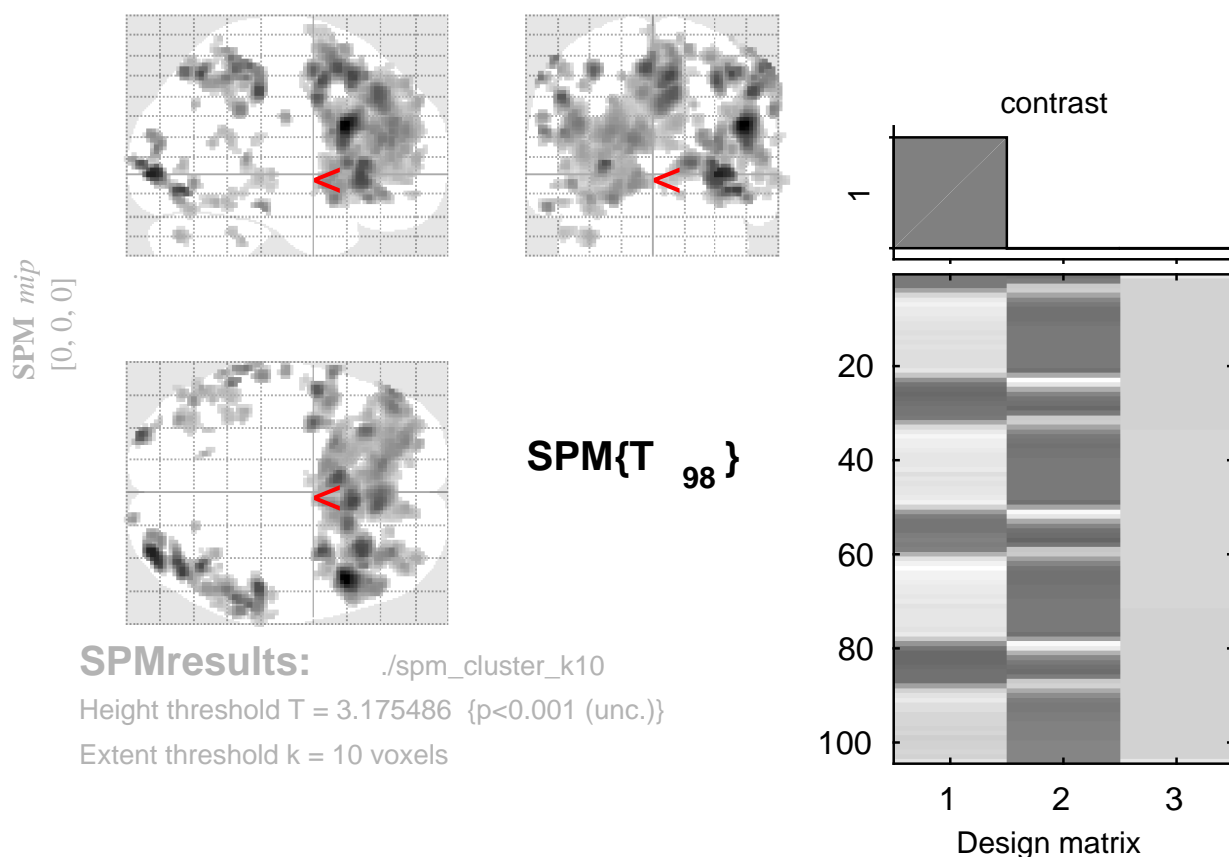 SPM mip
[0, 0, 0]
<
<
<
SPM{T 98 }
SPMresults: ./spm_cluster_k10
Height threshold T = 3.175486 {p<0.001 (unc.)}
Extent threshold k = 10 voxels
contrast
1
20
40
60
80
100
1 2 3
Design matrix